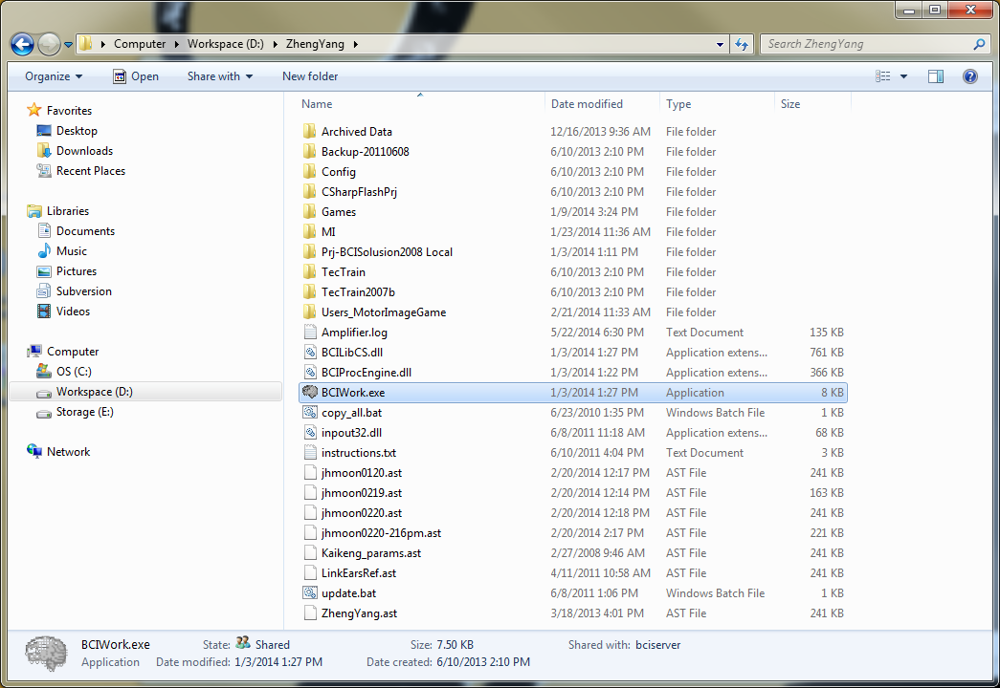 Computer Workspace (D:) ZhengYang Search ZhengYang
Organize Open Share with New folder
Favorites
Desktop
Downloads
Recent Places
Libraries
Documents
Music
Pictures
Subversion
Videos
Computer
OS (C:)
Workspace (D:)
Storage (E:)
Network
Name Date modified Type Size
Archived Data 12/16/2013 9:36 AM File folder
Backup-20110608 6/10/2013 2:10 PM File folder
Config 6/10/2013 2:10 PM File folder
CSharpFlashPrj 6/10/2013 2:10 PM File folder
Games 1/9/2014 3:24 PM File folder
MI 1/23/2014 11:36 AM File folder
Prj-BCISolusion2008 Local 1/3/2014 1:11 PM File folder
TecTrain 6/10/2013 2:10 PM File folder
TecTrain2007b 6/10/2013 2:10 PM File folder
Users_MotorImageGame 2/21/2014 11:33 AM File folder
Amplifier.log 5/22/2014 6:30 PM Text Document 135 KB
BCILibCS.dll 1/3/2014 1:27 PM Application extens... 761 KB
BCIProcEngine.dll 1/3/2014 1:22 PM Application extens... 366 KB
BCIWork.exe 1/3/2014 1:27 PM Application 8 KB
copy_all.bat 6/23/2010 1:35 PM Windows Batch File 1 KB
inpout32.dll 6/8/2011 11:18 AM Application extens... 68 KB
instructions.txt 6/10/2011 4:04 PM Text Document 3 KB
jhmoon0120.ast 2/20/2014 12:17 PM AST File 241 KB
jhmoon0219.ast 2/20/2014 12:14 PM AST File 163 KB
jhmoon0220.ast 2/20/2014 12:18 PM AST File 241 KB
jhmoon0220-216pm.ast 2/20/2014 2:17 PM AST File 221 KB
Kaikeng_params.ast 2/27/2008 9:46 AM AST File 241 KB
LinkEarsRef.ast 4/11/2011 10:58 AM AST File 241 KB
update.bat 6/8/2011 1:06 PM Windows Batch File 1 KB
ZhengYang.ast 3/18/2013 4:01 PM AST File 241 KB
BCIWork.exe State: Shared Size: 7.50 KB Shared with: bciserver
Application Date modified: 1/3/2014 1:27 PM Date created: 6/10/2013 2:10 PM